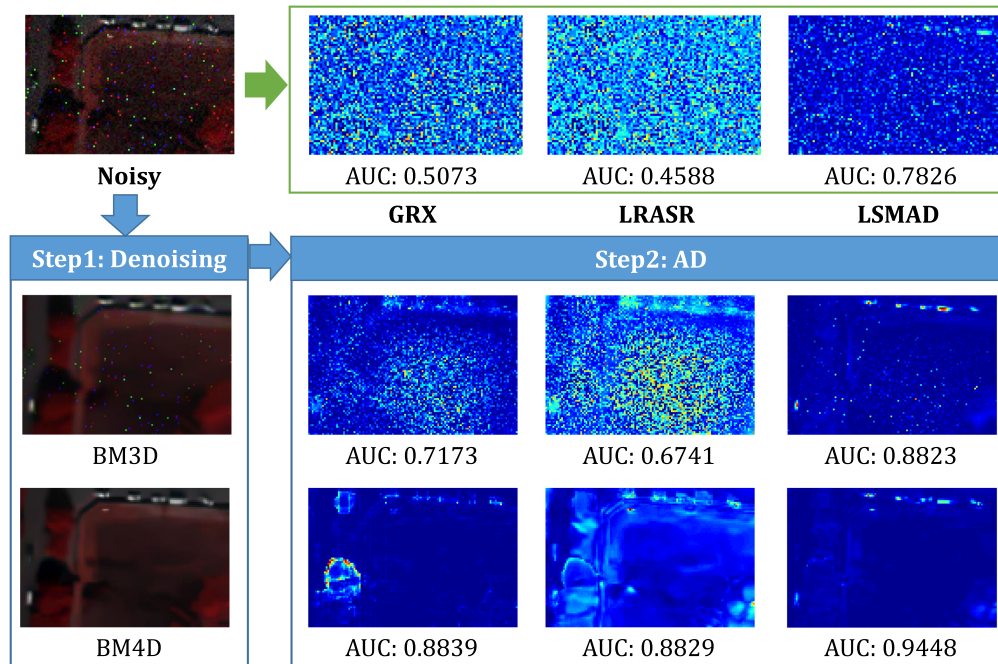 Noisy
AUC: 0.5073
AUC: 0.4588
AUC: 0.7826
GRX
LRASR
LSMAD
Step1: Denoising
Step2: AD
BM3D
AUC: 0.7173
AUC: 0.6741
AUC: 0.8823
BM4D
AUC: 0.8839
AUC: 0.8829
AUC: 0.9448